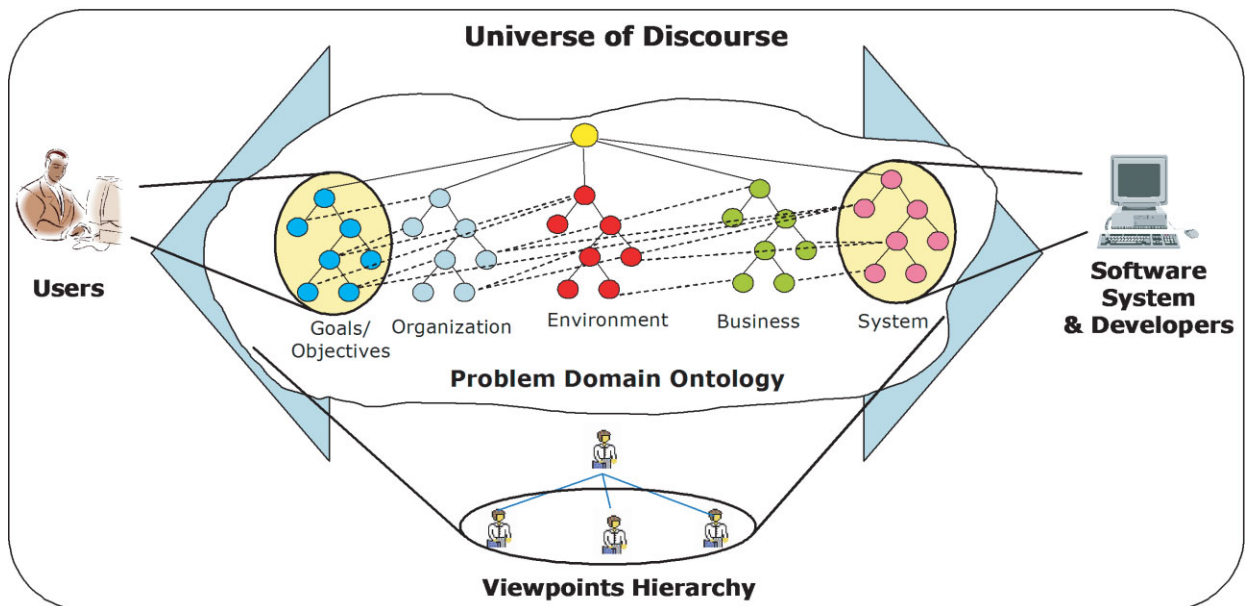 Universe of Discourse
Users
Goals/
Objectives
Organization
Environment
Business
System
Software
System
& Developers
Problem Domain Ontology
Viewpoints Hierarchy